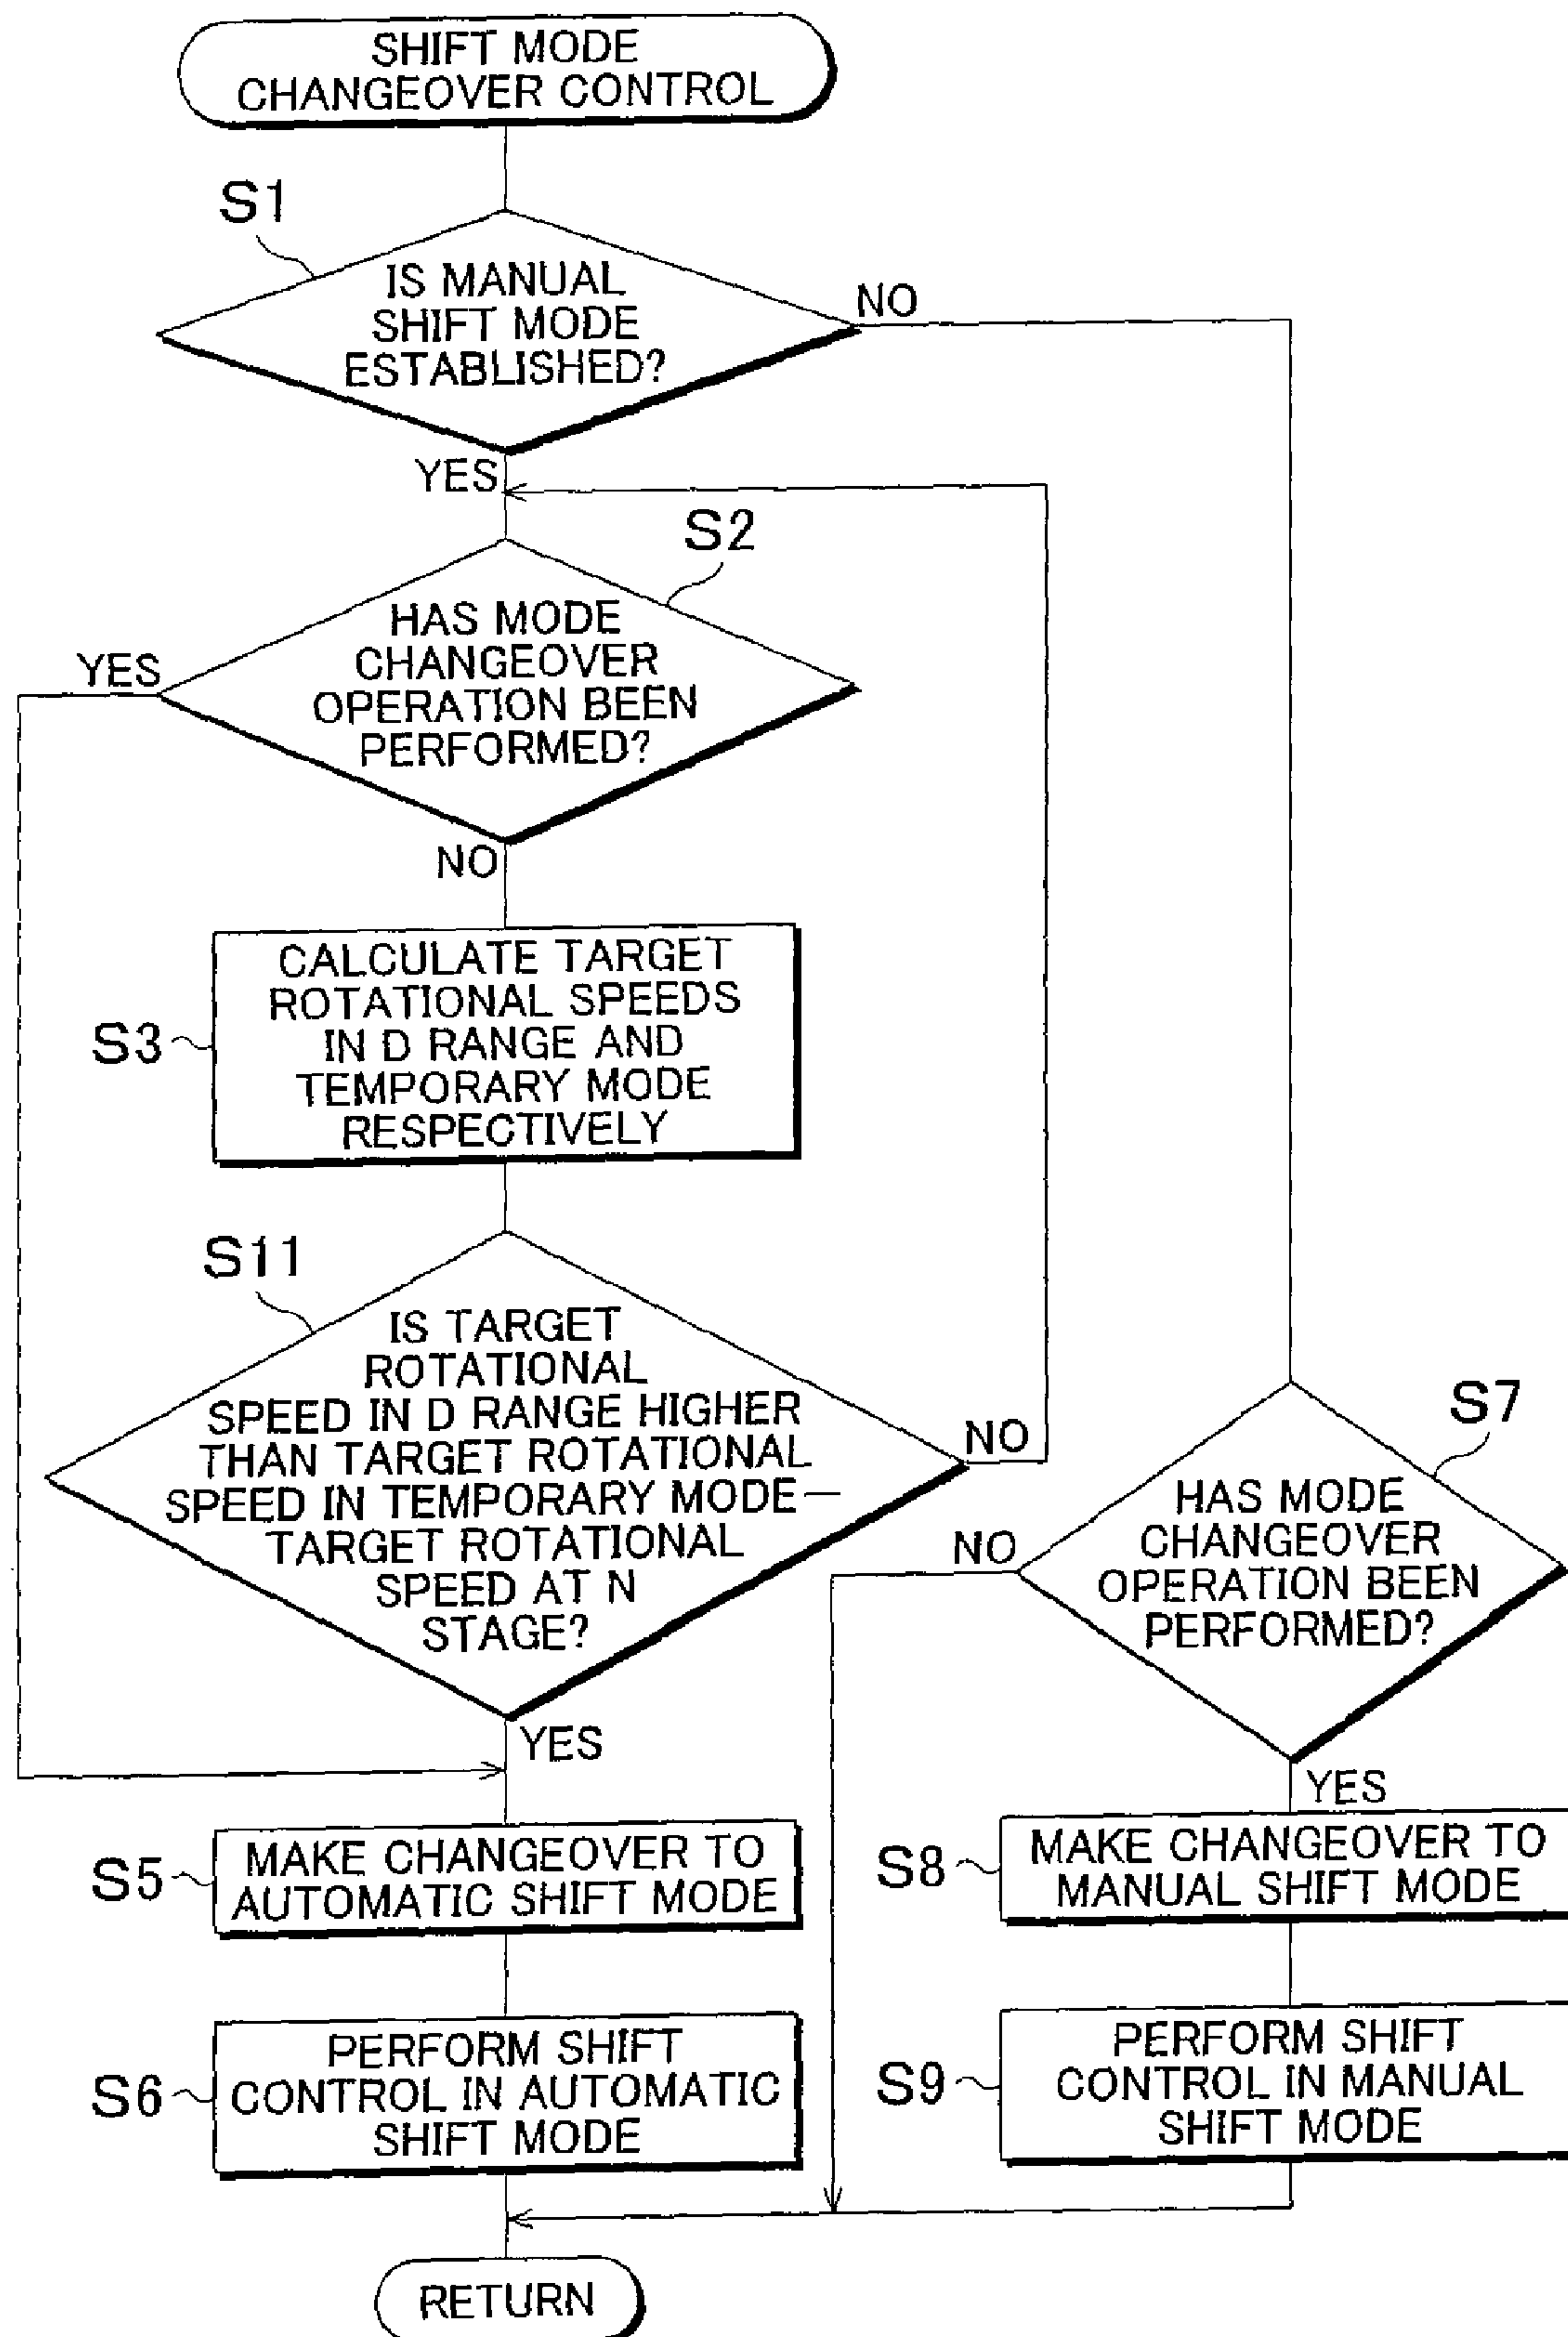 SHIFT MODE
CHANGEOVER CONTROL
S1
IS MANUAL
SHIFT MODE
ESTABLISHED?
NO
YES
S2
HAS MODE
CHANGEOVER
OPERATION BEEN
PERFORMED?
YES
NO
S3
CALCULATE TARGET
ROTATIONAL SPEEDS
IN D RANGE AND
TEMPORARY MODE
RESPECTIVELY
S11
IS TARGET
ROTATIONAL
SPEED IN D RANGE HIGHER
THAN TARGET ROTATIONAL
SPEED IN TEMPORARY MODE—
TARGET ROTATIONAL
SPEED AT N
STAGE?
NO
YES
S5
MAKE CHANGEOVER TO
AUTOMATIC SHIFT MODE
S6
PERFORM SHIFT
CONTROL IN AUTOMATIC
SHIFT MODE
S7
HAS MODE
CHANGEOVER
OPERATION BEEN
PERFORMED?
NO
YES
S8
MAKE CHANGEOVER TO
MANUAL SHIFT MODE
S9
PERFORM SHIFT
CONTROL IN MANUAL
SHIFT MODE
RETURN